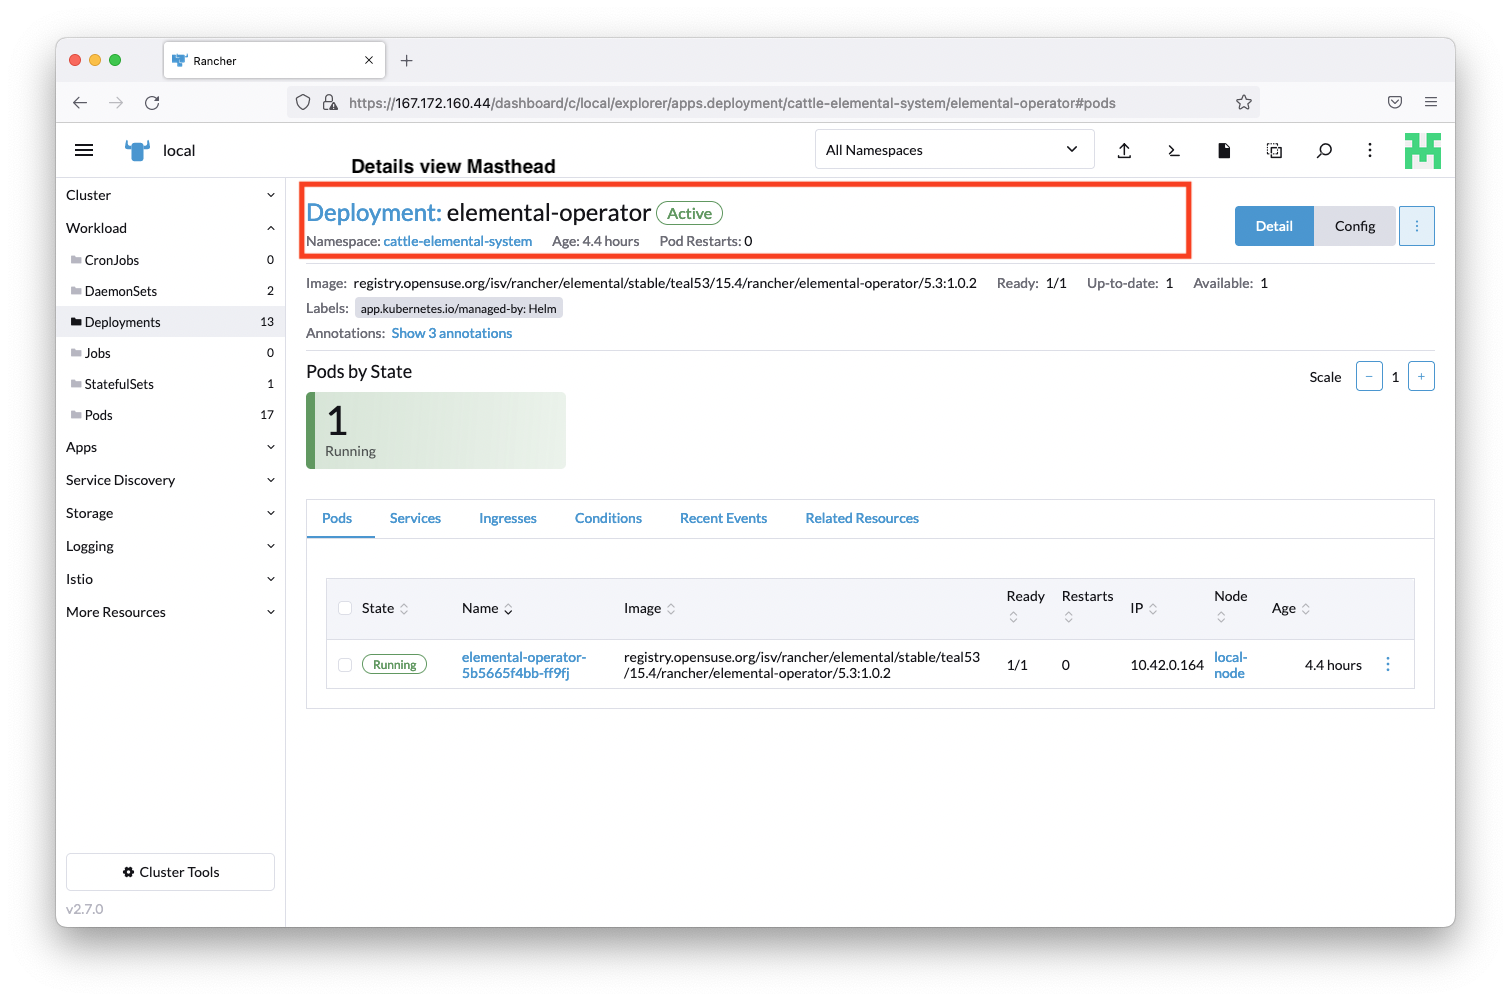 Rancher
https://167.172.160.44/dashboard/c/local/explorer/apps.deployment/cattle-elemental-system/elemental-operator#pods
local
All Namespaces
Details view Masthead
Cluster
Workload
CronJobs 0
DaemonSets 2
Deployments 13
Jobs 0
StatefulSets 1
Pods 17
Apps
Service Discovery
Storage
Logging
Istio
More Resources
Cluster Tools
v2.7.0
Deployment: elemental-operator Active
Namespace: cattle-elemental-system Age: 4.4 hours Pod Restarts: 0
Detail Config
Image: registry.opensuse.org/isv/rancher/elemental/stable/teal53/15.4/rancher/elemental-operator/5.3:1.0.2 Ready: 1/1 Up-to-date: 1 Available: 1
Labels: app.kubernetes.io/managed-by: Helm
Annotations: Show 3 annotations
Pods by State
Scale − 1 +
1
Running
Pods Services Ingresses Conditions Recent Events Related Resources
State Name Image Ready Restarts IP Node Age
Running elemental-operator- registry.opensuse.org/isv/rancher/elemental/stable/teal53 1/1 0 10.42.0.164 local- 4.4 hours
5b5665f4bb-ff9fj /15.4/rancher/elemental-operator/5.3:1.0.2 node